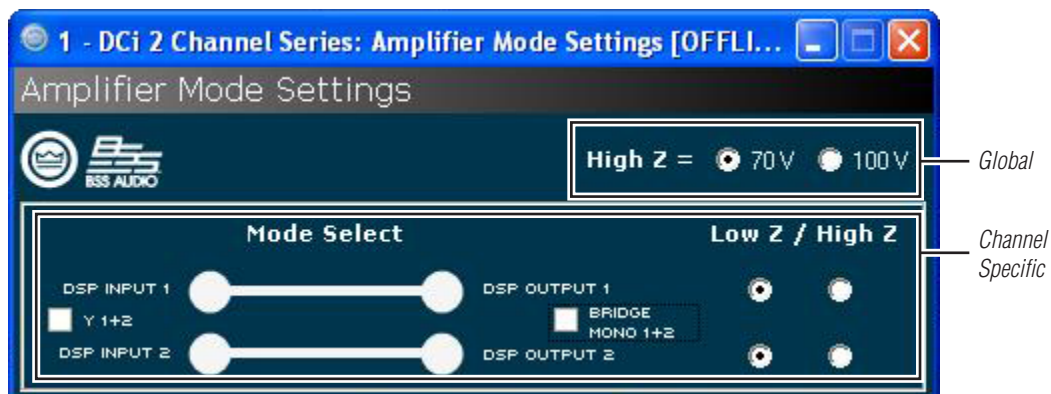 1 - DCi 2 Channel Series: Amplifier Mode Settings [OFFLI...
Amplifier Mode Settings
BSS
BSS AUDIO
High Z = 70V 100V
Global
Mode Select
Low Z / High Z
Channel
Specific
DSP INPUT 1
DSP OUTPUT 1
Y 1+2
BRIDGE
MONO 1+2
DSP INPUT 2
DSP OUTPUT 2